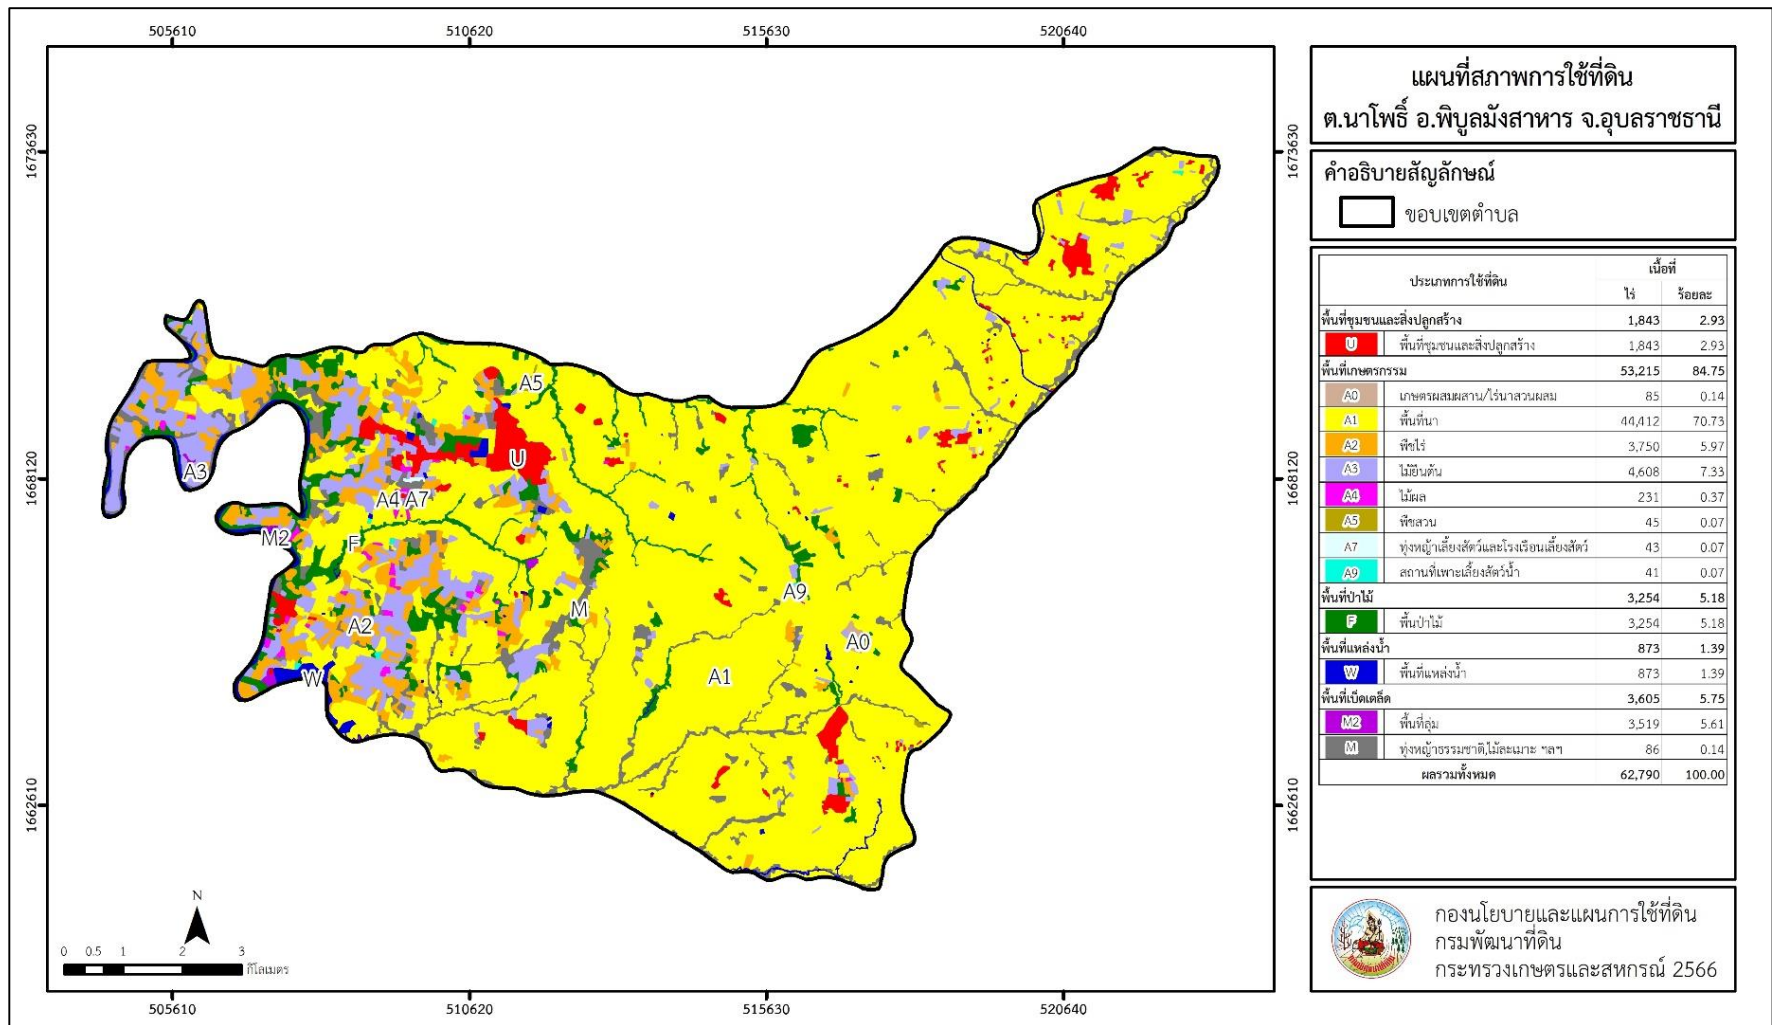 505610
510620
515630
520640
1673630
1668120
1662610
1673630
1668120
1662610
505610
510620
515630
520640
A5
U
A3
A4
A7
M2
F
A9
M
A2
A0
A1
W
N
0 0.5 1 2 3
กิโลเมตร
แผนที่สภาพการใช้ที่ดิน
ต.นาโพธิ์ อ.พิบูลมังสาหาร จ.อุบลราชธานี
คำอธิบายสัญลักษณ์
ขอบเขตตำบล
ประเภทการใช้ที่ดิน เนื้อที่
ไร่ ร้อยละ
พื้นที่ชุมชนและสิ่งปลูกสร้าง 1,843 2.93
U พื้นที่ชุมชนและสิ่งปลูกสร้าง 1,843 2.93
พื้นที่เกษตรกรรม 53,215 84.75
A0 เกษตรผสมผสาน/ไร่นาสวนผสม 85 0.14
A1 พื้นที่นา 44,412 70.73
A2 พืชไร่ 3,750 5.97
A3 ไม้ยืนต้น 4,608 7.33
A4 ไม้ผล 231 0.37
A5 พืชสวน 45 0.07
A7 ทุ่งหญ้าเลี้ยงสัตว์และโรงเรือนเลี้ยงสัตว์ 43 0.07
A9 สถานที่เพาะเลี้ยงสัตว์น้ำ 41 0.07
พื้นที่ป่าไม้ 3,254 5.18
F พื้นป่าไม้ 3,254 5.18
พื้นที่แหล่งน้ำ 873 1.39
W พื้นที่แหล่งน้ำ 873 1.39
พื้นที่เบ็ดเตล็ด 3,605 5.75
M2 พื้นที่ลุ่ม 3,519 5.61
M ทุ่งหญ้าธรรมชาติ,ไม้ละเมาะ ฯลฯ 86 0.14
ผลรวมทั้งหมด 62,790 100.00
กองนโยบายและแผนการใช้ที่ดิน
กรมพัฒนาที่ดิน
กระทรวงเกษตรและสหกรณ์ 2566